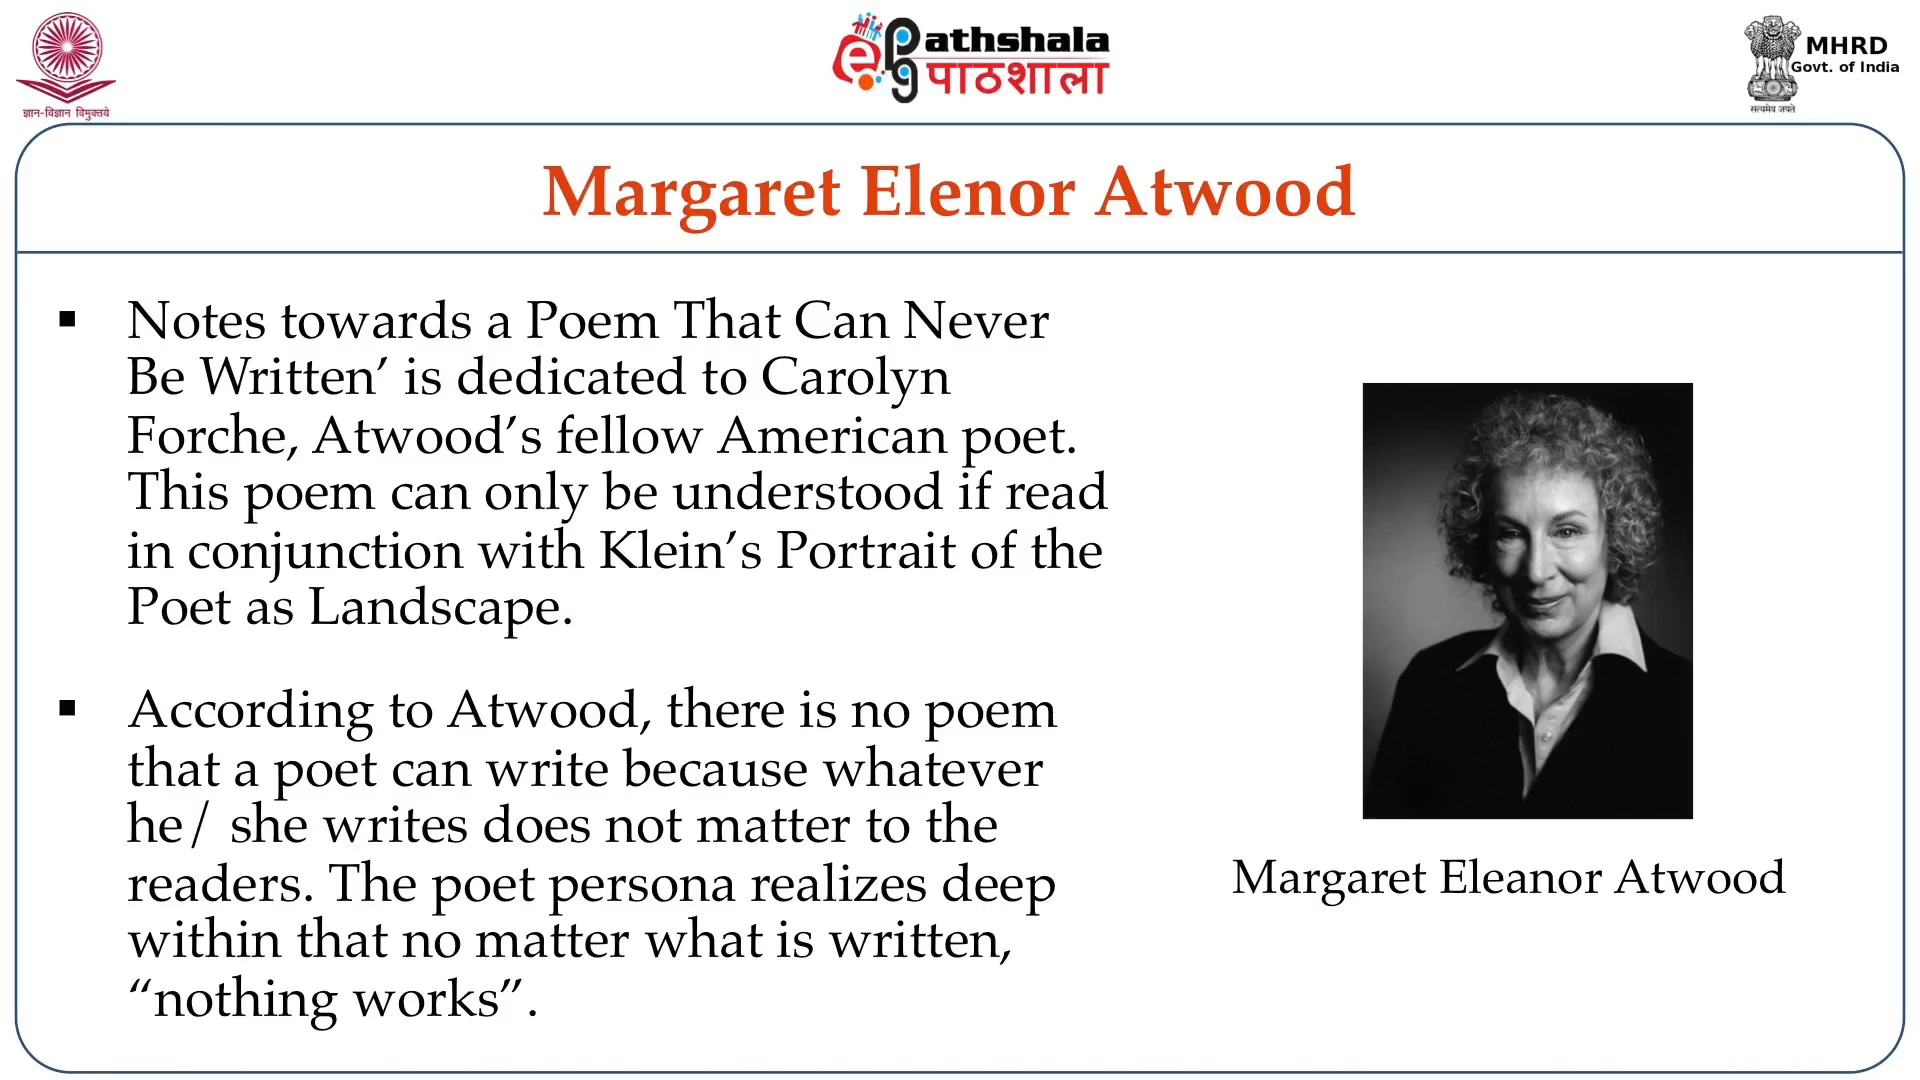 ज्ञान-विज्ञान विमुक्तये
ePG Pathshala
पाठशाला
MHRD
Govt. of India
सत्यमेव जयते
Margaret Elenor Atwood
▪ Notes towards a Poem That Can Never
Be Written’ is dedicated to Carolyn
Forche, Atwood’s fellow American poet.
This poem can only be understood if read
in conjunction with Klein’s Portrait of the
Poet as Landscape.
▪ According to Atwood, there is no poem
that a poet can write because whatever
he/ she writes does not matter to the
readers. The poet persona realizes deep
within that no matter what is written,
“nothing works”.
Margaret Eleanor Atwood